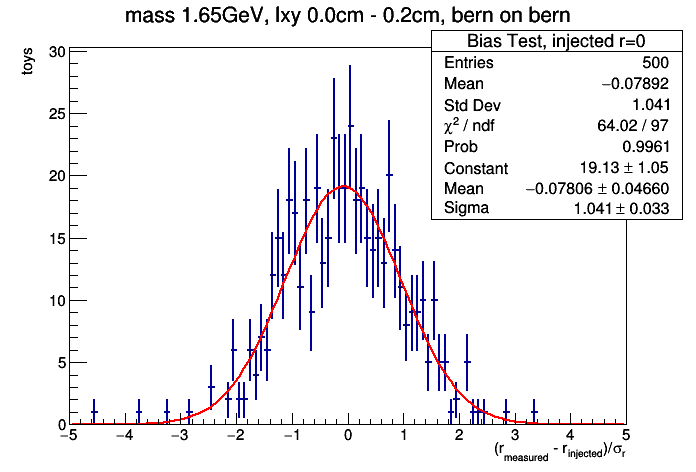 mass 1.65GeV, lxy 0.0cm - 0.2cm, bern on bern
toys
Bias Test, injected r=0
Entries 500
Mean −0.07892
Std Dev 1.041
χ² / ndf 64.02 / 97
Prob 0.9961
Constant 19.13 ± 1.05
Mean −0.07806 ± 0.04660
Sigma 1.041 ± 0.033
30
25
20
15
10
5
0
−5 −4 −3 −2 −1 0 1 2 3 4 5
(r_measured - r_injected)/σ_r